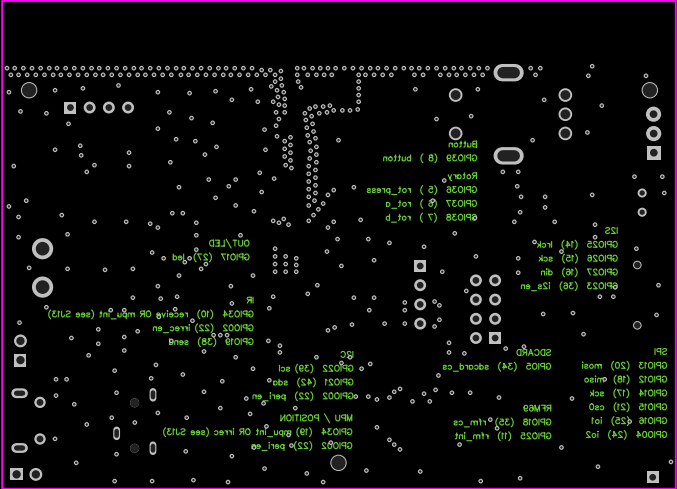 Button
GPIO39 ( 8 ) button
Rotary
GPIO36 ( 5 ) rot_press
GPIO37 ( 6 ) rot_a
GPIO38 ( 7 ) rot_b
I2S
GPIO25 (14) lrck
GPIO26 (15) sck
GPIO27 (16) din
GPIO23 (36) i2s_en
OUT/LED
GPIO17 (27) led
IR
GPIO34 (10) receive OR mpu_int (see SJ13)
GPIO02 (22) irrec_en
GPIO19 (38) send
I2C
GPIO22 (39) scl
GPIO21 (42) sda
GPIO02 (22) peri_en
MPU / POSITION
GPIO34 (19) mpu_int OR irrec (see SJ13)
GPIO02 (22) peri_en
SDCARD
GPIO5 (34) sdcard_cs
RFM69
GPIO18 (35) rfm_cs
GPIO25 (11) rfm_int
SPI
GPIO13 (20) mosi
GPIO12 (18) miso
GPIO14 (17) sck
GPIO15 (21) cs0
GPIO16 (25) io1
GPIO4 (24) io2